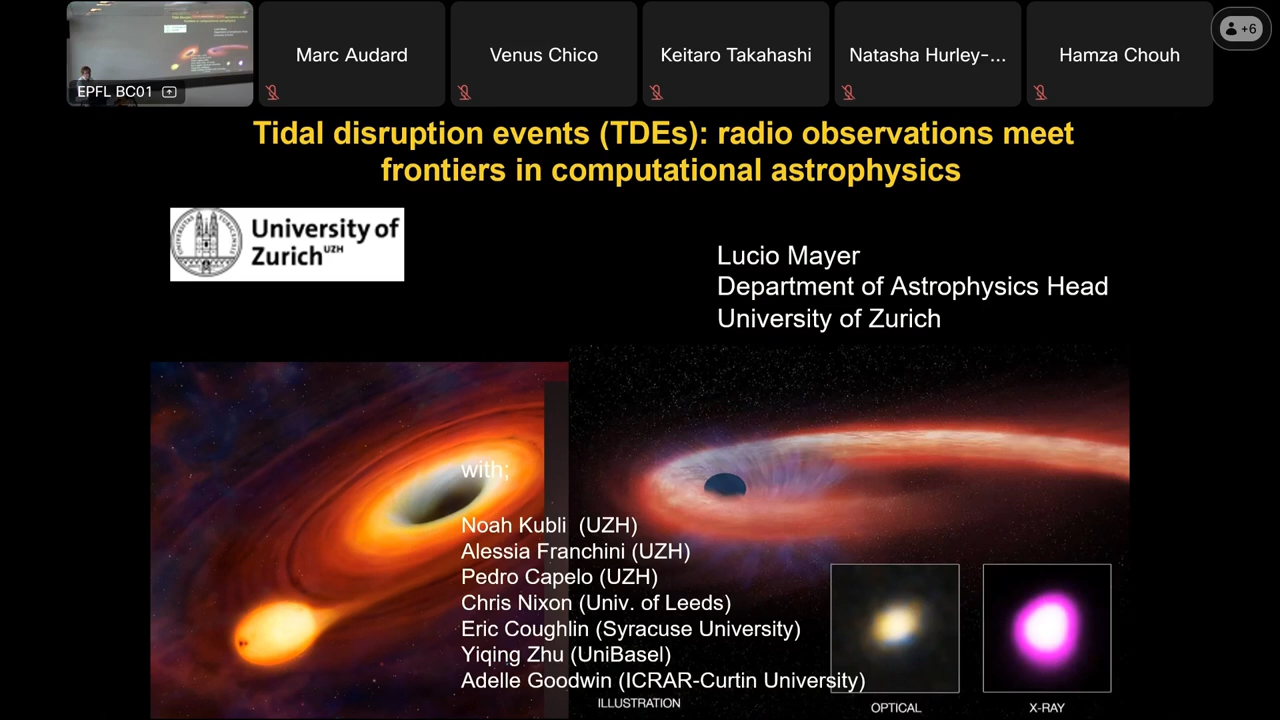 EPFL BC01
Marc Audard
Venus Chico
Keitaro Takahashi
Natasha Hurley-...
Hamza Chouh
+6
Tidal disruption events (TDEs): radio observations meet
frontiers in computational astrophysics
University of
Zurich UZH
Lucio Mayer
Department of Astrophysics Head
University of Zurich
with;
Noah Kubli (UZH)
Alessia Franchini (UZH)
Pedro Capelo (UZH)
Chris Nixon (Univ. of Leeds)
Eric Coughlin (Syracuse University)
Yiqing Zhu (UniBasel)
Adelle Goodwin (ICRAR-Curtin University)
ILLUSTRATION
OPTICAL
X-RAY